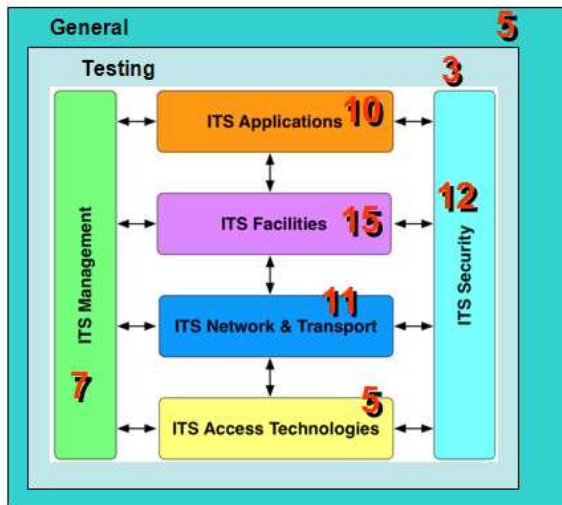 General 5
Testing 3
ITS Applications 10
ITS Management
7
ITS Facilities 15
ITS Security
12
ITS Network & Transport 11
ITS Access Technologies 5